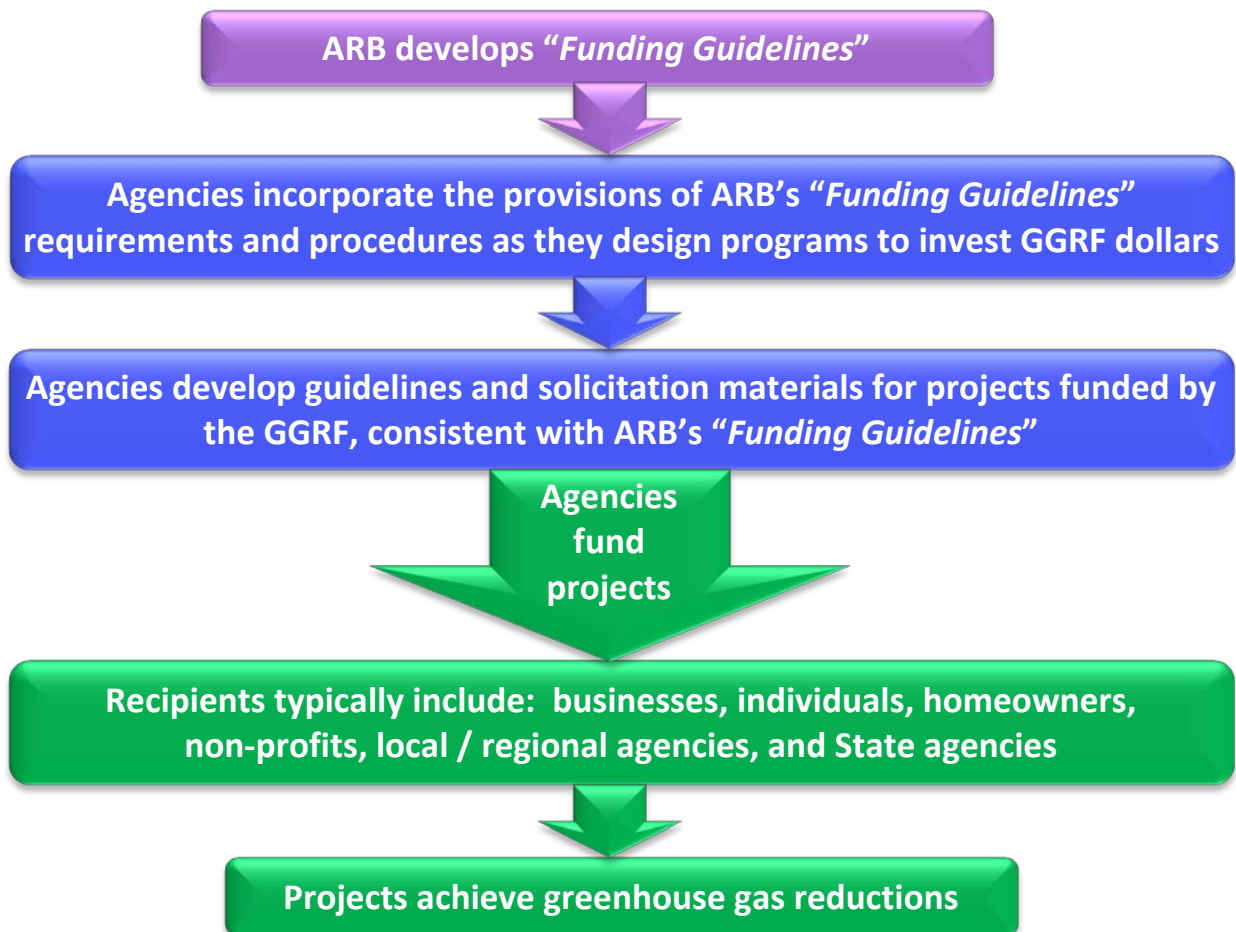 ARB develops “Funding Guidelines”
Agencies incorporate the provisions of ARB’s “Funding Guidelines”
requirements and procedures as they design programs to invest GGRF dollars
Agencies develop guidelines and solicitation materials for projects funded by
the GGRF, consistent with ARB’s “Funding Guidelines”
Agencies
fund
projects
Recipients typically include:  businesses, individuals, homeowners,
non-profits, local / regional agencies, and State agencies
Projects achieve greenhouse gas reductions